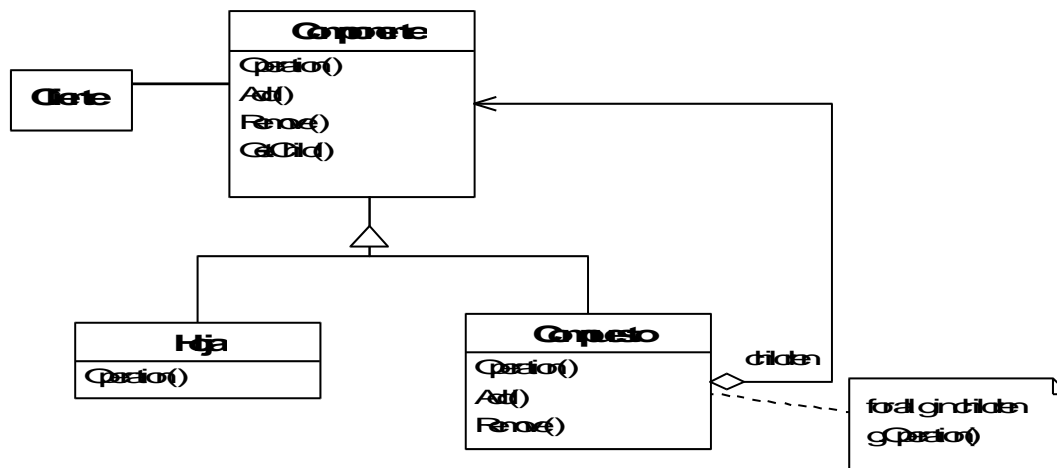 Componente
Operation()
Add()
Remove()
GetChild()
Cliente
Hoja
Operation()
Compuesto
Operation()
Add()
Remove()
children
forall g in children
g.Operation()